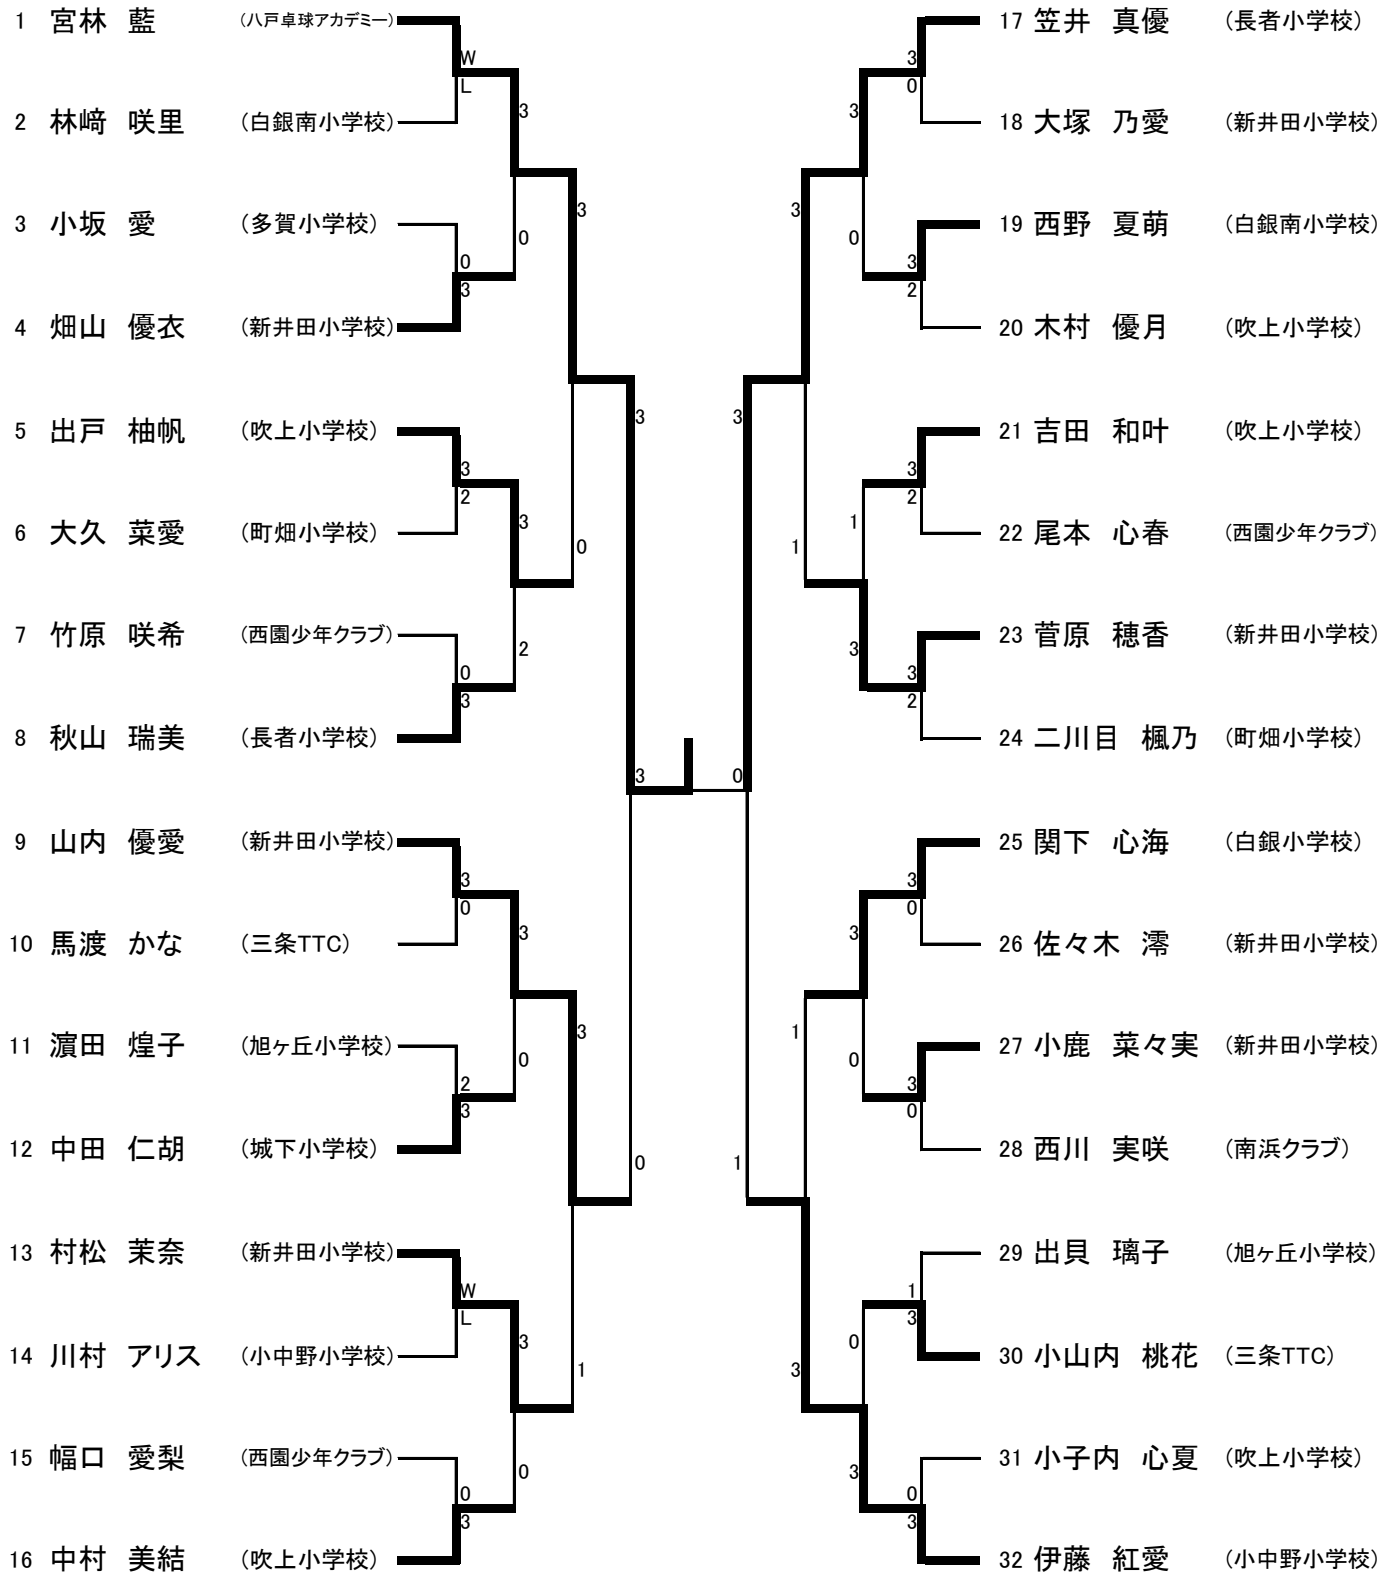 1 宮林 藍 (八戸卓球アカデミー)
W
L
2 林﨑 咲里 (白銀南小学校)
3
3 小坂 愛 (多賀小学校)
0
0
3
4 畑山 優衣 (新井田小学校)
3
5 出戸 柚帆 (吹上小学校)
3
2
6 大久 菜愛 (町畑小学校)
3
0
7 竹原 咲希 (西園少年クラブ)
2
0
3
8 秋山 瑞美 (長者小学校)
3
3
9 山内 優愛 (新井田小学校)
3
0
10 馬渡 かな (三条TTC)
3
11 濵田 煌子 (旭ヶ丘小学校)
0
2
3
12 中田 仁胡 (城下小学校)
3
0
13 村松 茉奈 (新井田小学校)
W
L
14 川村 アリス (小中野小学校)
3
1
15 幅口 愛梨 (西園少年クラブ)
0
0
3
16 中村 美結 (吹上小学校)
17 笠井 真優 (長者小学校)
3
0
18 大塚 乃愛 (新井田小学校)
3
19 西野 夏萌 (白銀南小学校)
0
3
2
20 木村 優月 (吹上小学校)
3
21 吉田 和叶 (吹上小学校)
3
2
22 尾本 心春 (西園少年クラブ)
1
1
23 菅原 穂香 (新井田小学校)
3
3
2
24 二川目 楓乃 (町畑小学校)
3
0
25 関下 心海 (白銀小学校)
3
0
26 佐々木 澪 (新井田小学校)
3
27 小鹿 菜々実 (新井田小学校)
0
3
0
28 西川 実咲 (南浜クラブ)
1
1
29 出貝 璃子 (旭ヶ丘小学校)
1
3
30 小山内 桃花 (三条TTC)
0
3
31 小子内 心夏 (吹上小学校)
3
0
3
32 伊藤 紅愛 (小中野小学校)